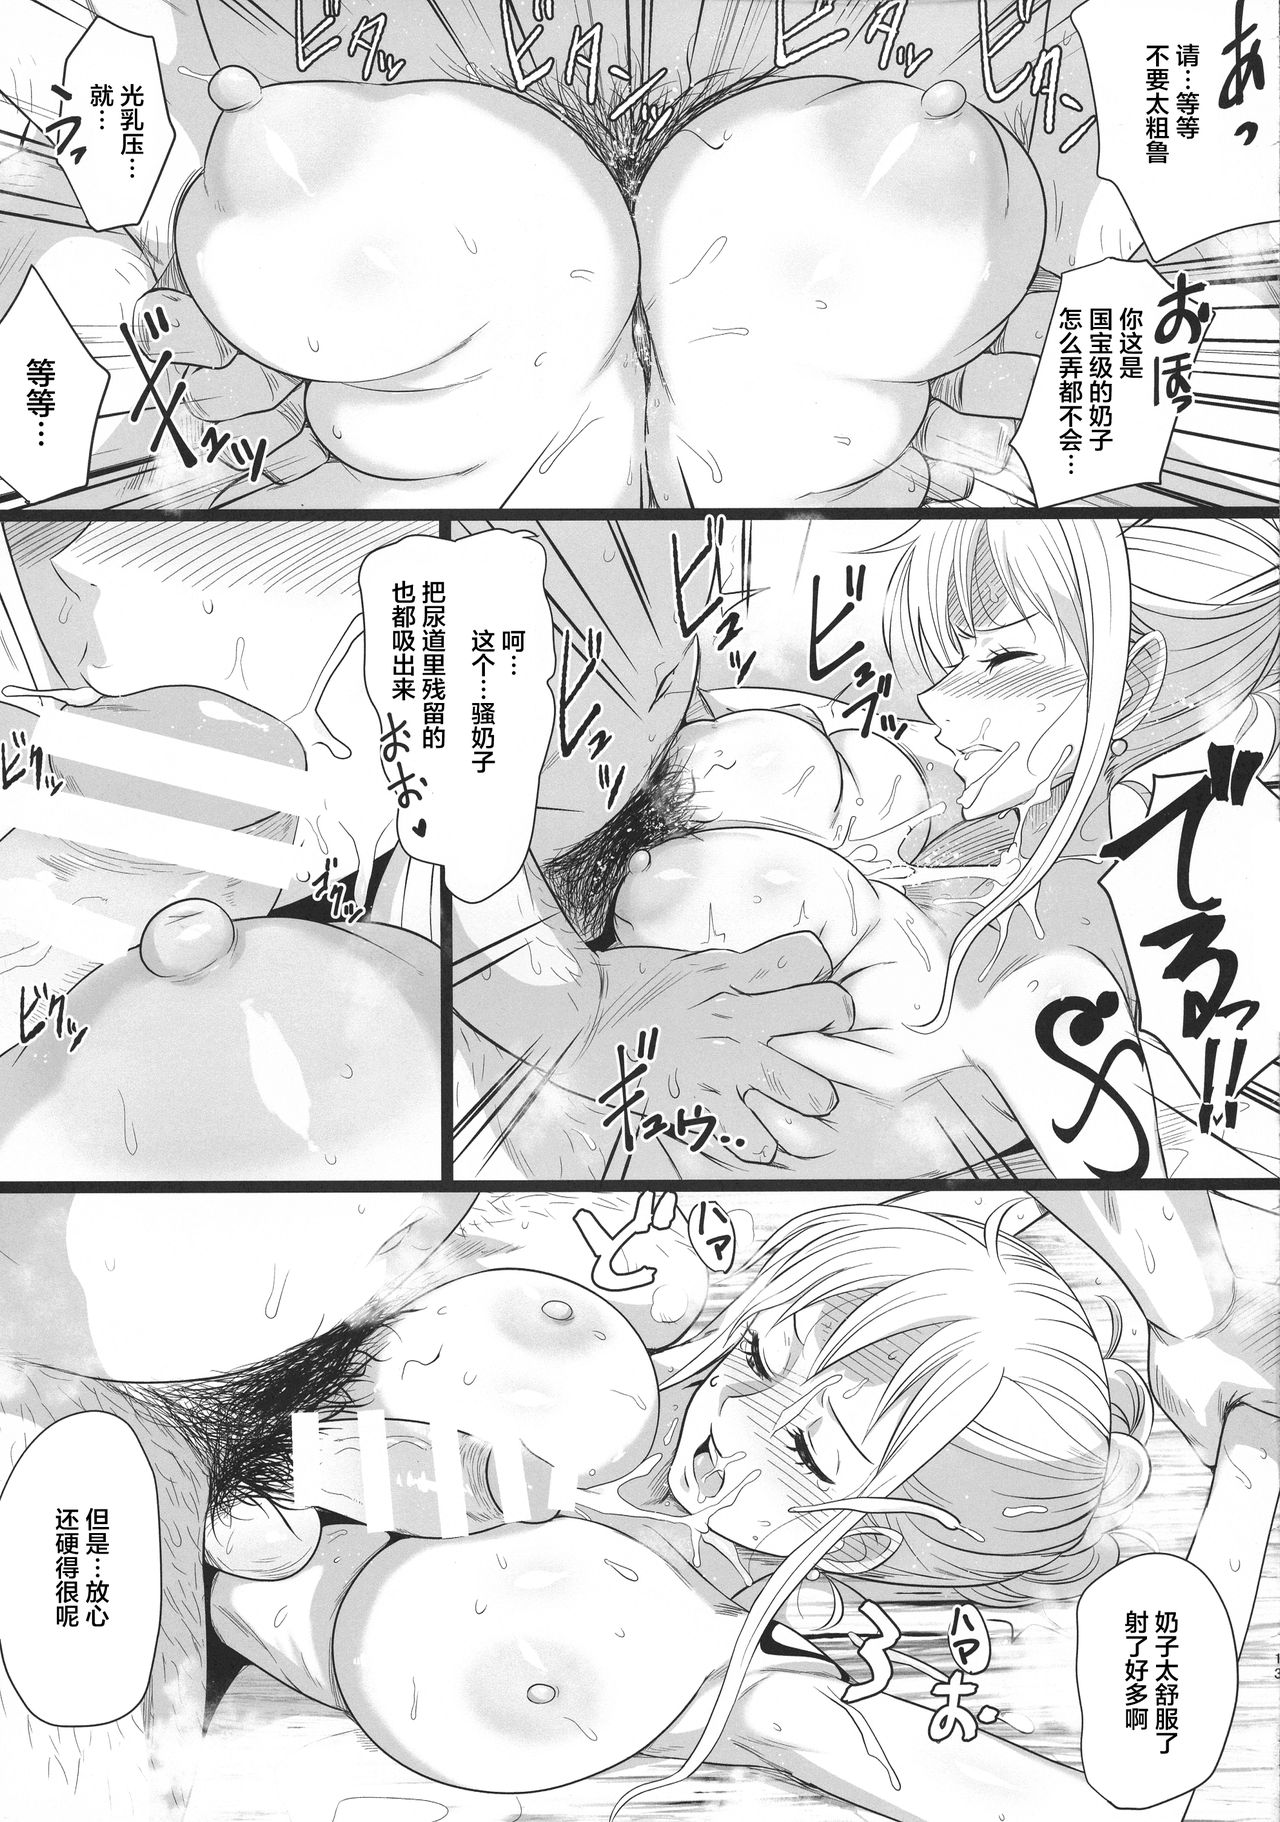 请…等等
不要太粗鲁
あっ
ビタッ
ビタン
ビタン
ビタッ
光乳压…
就…
うーっ
你这是
国宝级的奶子
怎么弄都不会…
おほっ
等等…
ビュッ
ビュッ
ビュッ
でるっ!!
ギュウ..
呵…
这个…骚奶子
把尿道里残留的
也都吸出来
おお♥
ビクッ
ビクッ
ハァ
ハァ
奶子太舒服了
射了好多啊
但是…放心
还硬得很呢
13